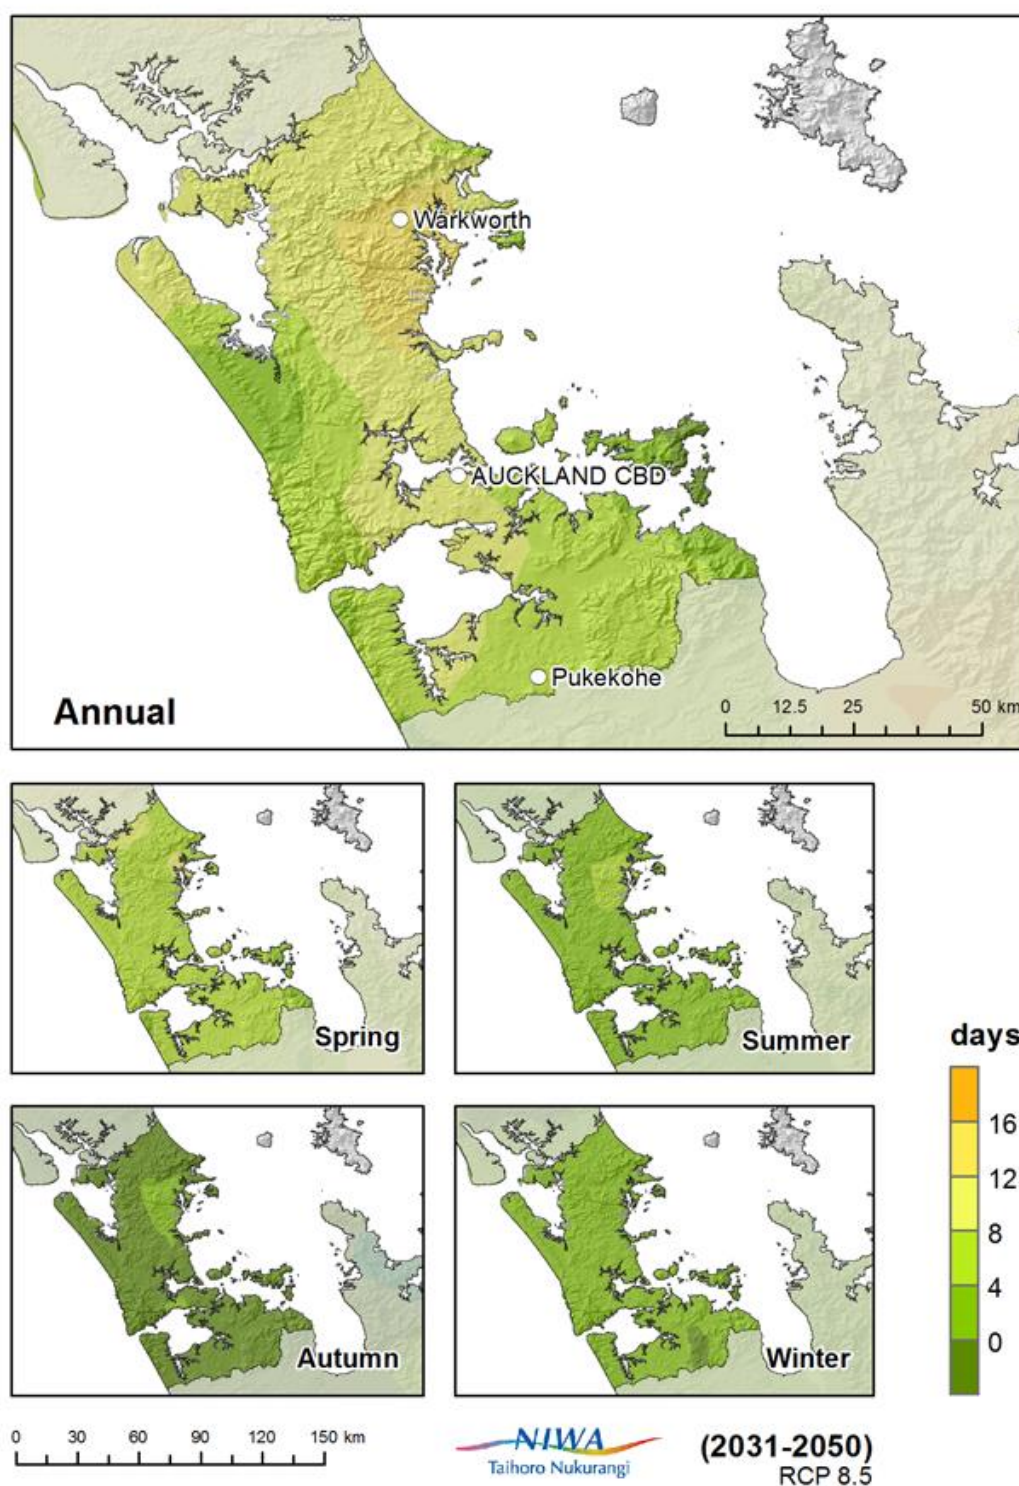 Warkworth
AUCKLAND CBD
Pukekohe
Annual
0 12.5 25 50 km
Spring
Summer
Autumn
Winter
days
16
12
8
4
0
0 30 60 90 120 150 km
NIWA
Taihoro Nukurangi
(2031-2050)
RCP 8.5